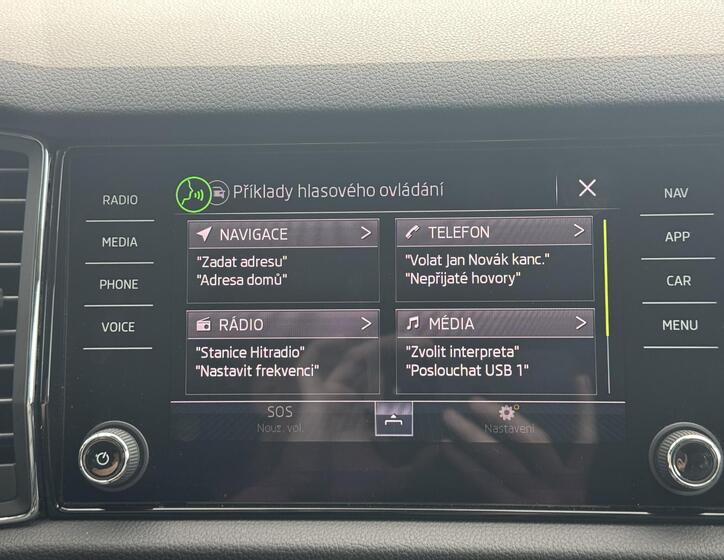 Příklady hlasového ovládání
RADIO
MEDIA
PHONE
VOICE
NAVIGACE
"Zadat adresu"
"Adresa domů"
TELEFON
"Volat Jan Novák kanc."
"Nepřijaté hovory"
RÁDIO
"Stanice Hitradio"
"Nastavit frekvenci"
MÉDIA
"Zvolit interpreta"
"Poslouchat USB 1"
SOS
Nouz. vol.
Nastavení
NAV
APP
CAR
MENU